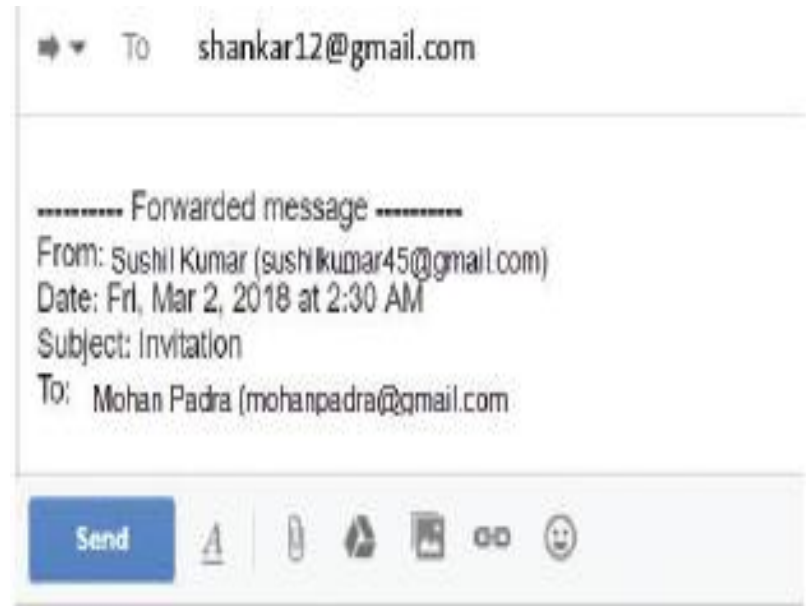 To shankar12@gmail.com
---------- Forwarded message ----------
From: Sushil Kumar (sushilkumar45@gmail.com)
Date: Fri, Mar 2, 2018 at 2:30 AM
Subject: Invitation
To: Mohan Padra (mohanpadra@gmail.com
Send A